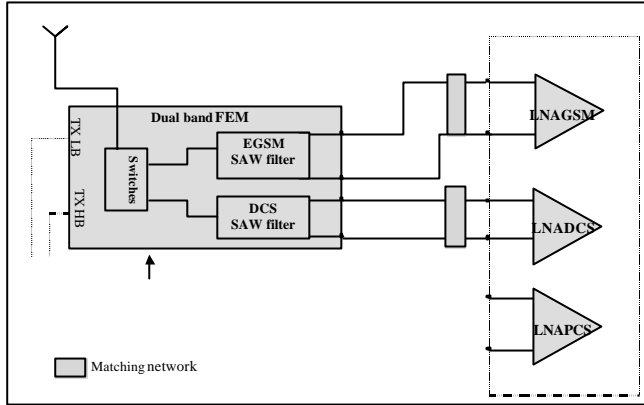 Dual band FEM
TX LB
TX HB
Switches
EGSM
SAW filter
DCS
SAW filter
LNAGSM
LNADCS
LNAPCS
Matching network